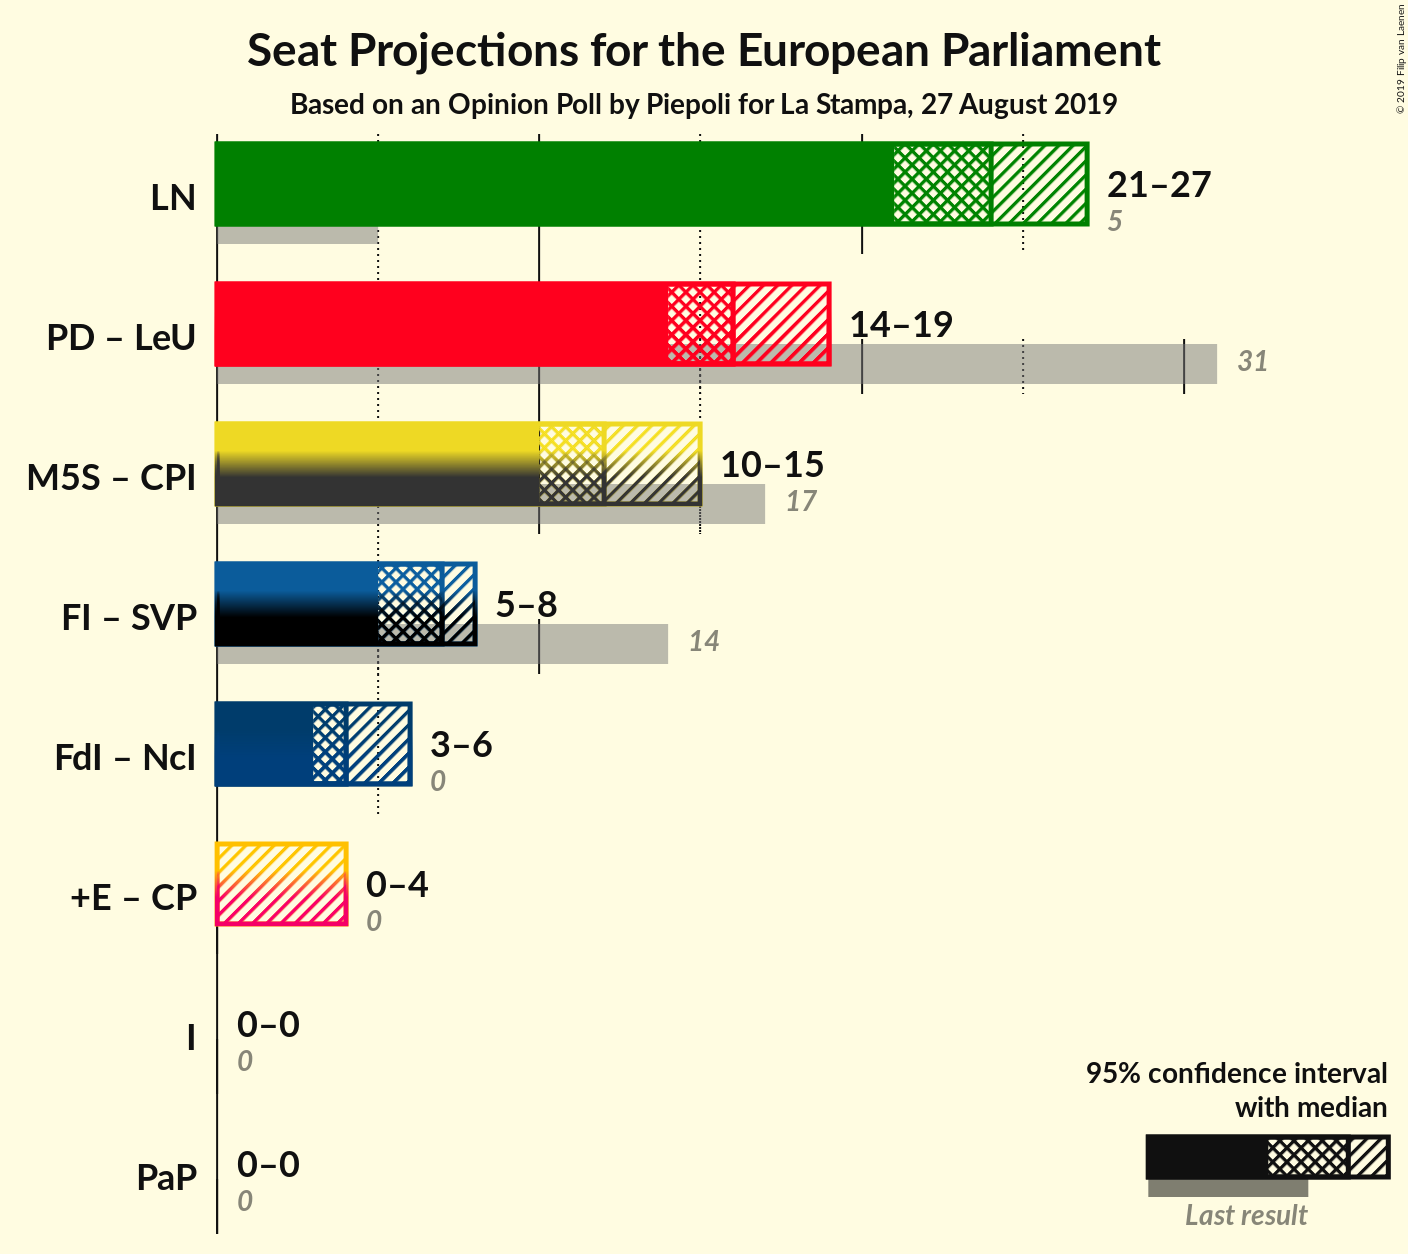 Seat Projections for the European Parliament
Based on an Opinion Poll by Piepoli for La Stampa, 27 August 2019
© 2019 Filip van Laenen
LN
21–27
5
PD – LeU
14–19
31
M5S – CPI
10–15
17
FI – SVP
5–8
14
FdI – NcI
3–6
0
+E – CP
0–4
0
I
0–0
0
PaP
0–0
0
95% confidence interval
with median
Last result